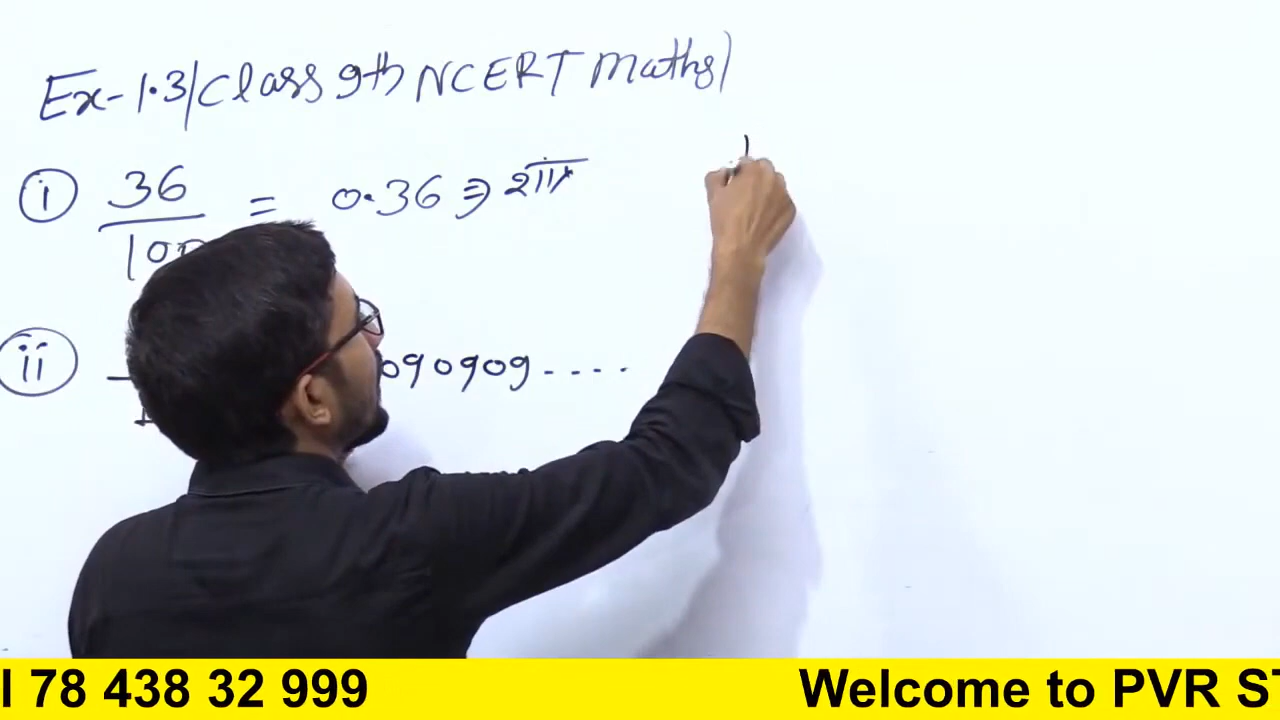 Ex-1.3/Class 9th NCERT Maths)
i 36/100 = 0.36 ⇒
ii 090909....
l 78 438 32 999 Welcome to PVR ST